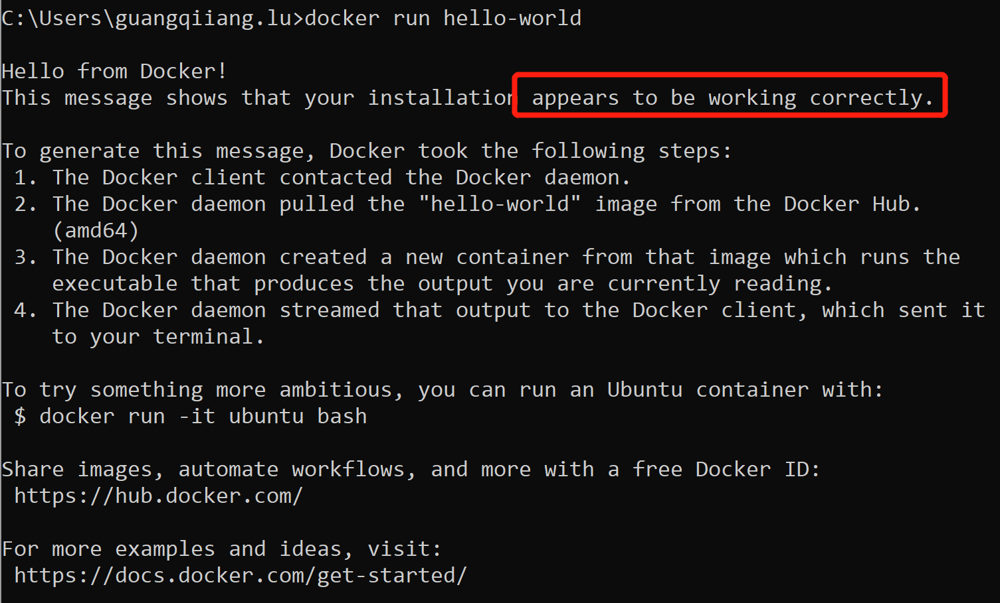 C:\Users\guangqiiang.lu>docker run hello-world
Hello from Docker!
This message shows that your installation appears to be working correctly.
To generate this message, Docker took the following steps:
1. The Docker client contacted the Docker daemon.
2. The Docker daemon pulled the "hello-world" image from the Docker Hub.
(amd64)
3. The Docker daemon created a new container from that image which runs the
executable that produces the output you are currently reading.
4. The Docker daemon streamed that output to the Docker client, which sent it
to your terminal.
To try something more ambitious, you can run an Ubuntu container with:
$ docker run -it ubuntu bash
Share images, automate workflows, and more with a free Docker ID:
https://hub.docker.com/
For more examples and ideas, visit:
https://docs.docker.com/get-started/